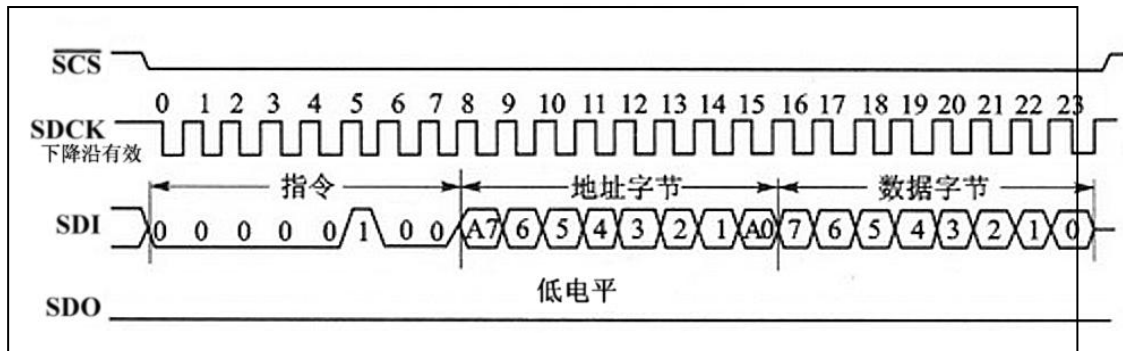 SCS
0 1 2 3 4 5 6 7 8 9 10 11 12 13 14 15 16 17 18 19 20 21 22 23
SDCK
下降沿有效
指令 地址字节 数据字节
SDI 0 0 0 0 0 1 0 0 A7 6 5 4 3 2 1 A0 7 6 5 4 3 2 1 0
低电平
SDO